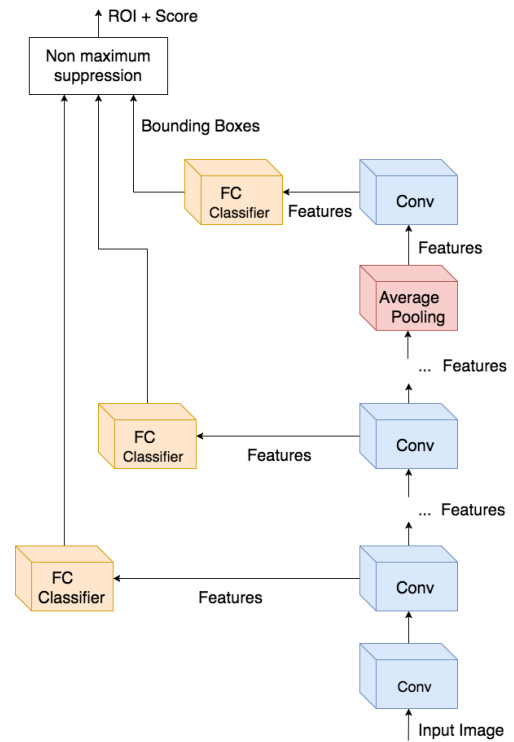 ROI + Score
Non maximum
suppression
Bounding Boxes
FC
Classifier
Features
Conv
Features
Average
Pooling
... Features
FC
Classifier
Features
Conv
... Features
FC
Classifier
Features
Conv
Conv
Input Image